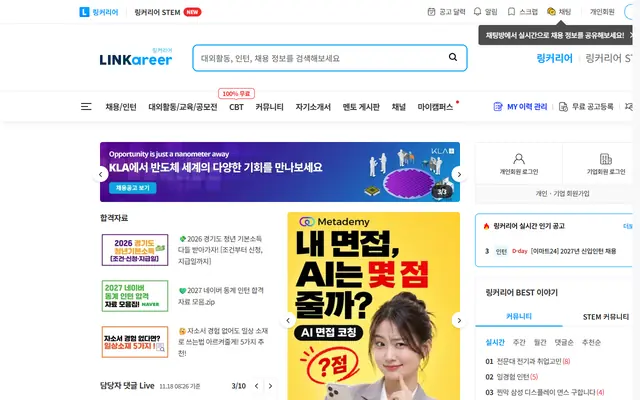 링커리어
링커리어 STEM
NEW
공고 달력
알림
스크랩
채팅
개인회원
채팅방에서 실시간으로 채용 정보를 공유해보세요!
링커리어
LINKareer
대외활동, 인턴, 채용 정보를 검색해보세요.
링커리어
링커리어 S
100% 무료
채용/인턴
대외활동/교육/공모전
CBT
커뮤니티
자기소개서
멘토 게시판
채널
마이캠퍼스
MY 이력 관리
무료 공고등록
Opportunity is just a nanometer away
KLA에서 반도체 세계의 다양한 기회를 만나보세요
채용공고 보기
KLA
3/3
개인회원 로그인
기업회원 로그인
개인 · 기업 회원가입
합격자료
2026 경기도
청년기본소득
[조건·신청·지급일]
2026 경기도 청년 기본소득
다들 받아가자! (조건부터 신청,
지급일까지)
2027 네이버
동계 인턴 합격
자료 모음집!
NAVER
2027 네이버 동계 인턴 합격
자료 모음.zip
자소서 경험 없다면?
일상소재 5가지 !
자소서 경험 없어도 일상 소재
로 쓰는법 아르켜줄게! 5가지 추
천!
담당자 댓글 Live
11.18 08:26 기준
3/10
Metademy
내 면접,
AI는 몇 점
줄까?
AI 면접 코칭
?점
링커리어 실시간 인기 공고
더보
3
인턴
D-day
[이마트24] 2027년 신입인턴 채용
링커리어 BEST 이야기
커뮤니티
STEM 커뮤니티
실시간
주간
월간
댓글순
추천순
01 전문대 전기과 취업고민 (8)
02 일경험 인턴 (5)
03 찐막 삼성 디스플레이 면스 구합니다 (4)